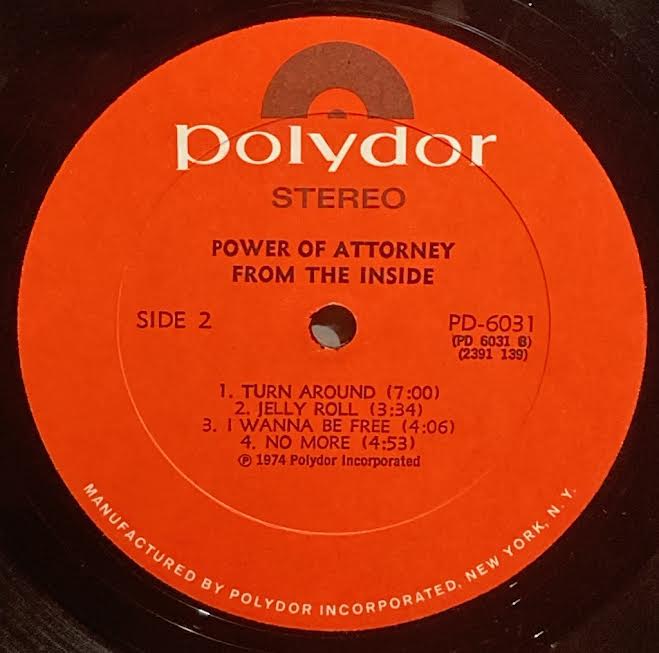 polydor
STEREO
POWER OF ATTORNEY
FROM THE INSIDE
SIDE 2
PD-6031
(PD 6031 B)
(2391 139)
1. TURN AROUND (7:00)
2. JELLY ROLL (3:34)
3. I WANNA BE FREE (4:06)
4. NO MORE (4:53)
Ⓟ 1974 Polydor Incorporated
MANUFACTURED BY POLYDOR INCORPORATED, NEW YORK, N. Y.